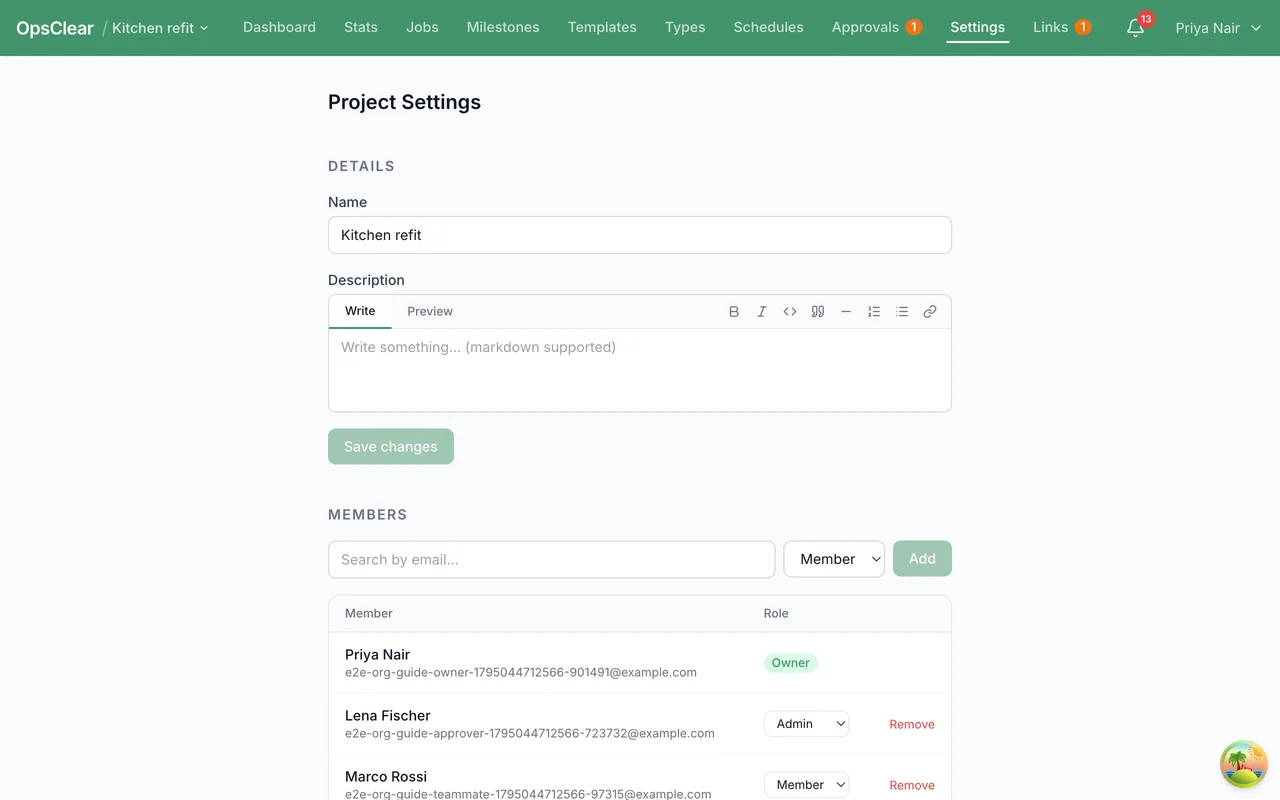 OpsClear / Kitchen refit Dashboard Stats Jobs Milestones Templates Types Schedules Approvals 1 Settings Links 1 13 Priya Nair
Project Settings
DETAILS
Name
Kitchen refit
Description
Write Preview
Write something... (markdown supported)
Save changes
MEMBERS
Search by email... Member Add
Member Role
Priya Nair
e2e-org-guide-owner-1795044712566-901491@example.com
Owner
Lena Fischer
e2e-org-guide-approver-1795044712566-723732@example.com
Admin Remove
Marco Rossi
e2e-org-guide-teammate-1795044712566-97315@example.com
Member Remove